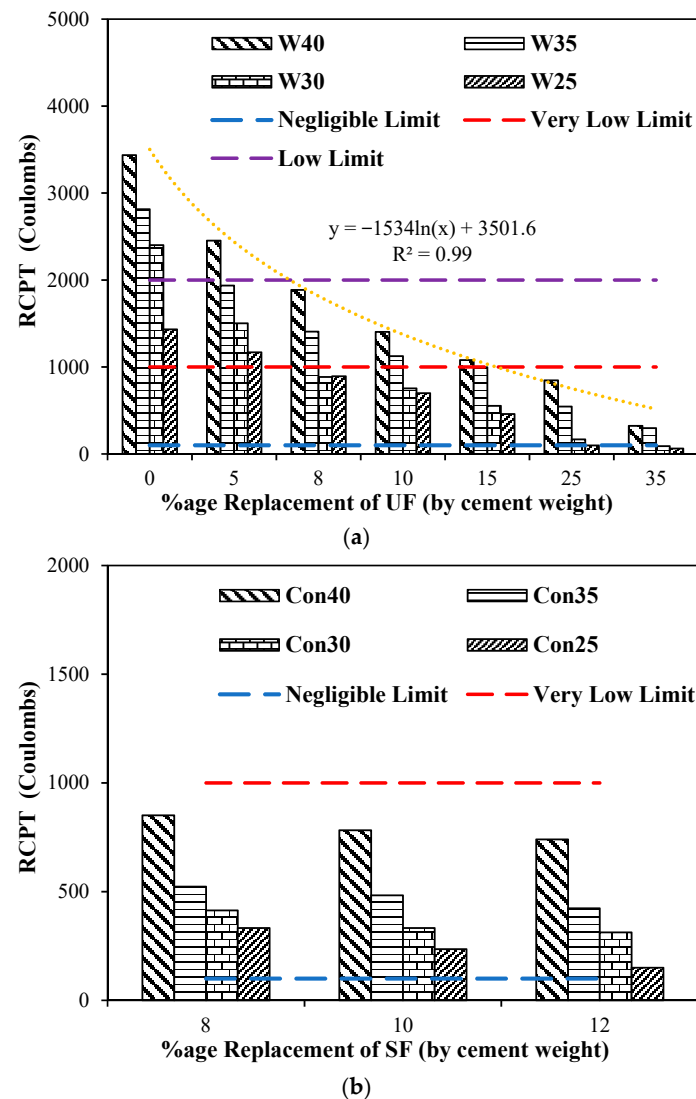 5000
W40 W35
W30 W25
4000
Negligible Limit Very Low Limit
Low Limit
3000
y = −1534ln(x) + 3501.6
R² = 0.99
2000
1000
0
RCPT (Coulombs)
0 5 8 10 15 25 35
%age Replacement of UF (by cement weight)
(a)
2000
Con40 Con35
Con30 Con25
1500
Negligible Limit Very Low Limit
1000
500
0
RCPT (Coulombs)
8 10 12
%age Replacement of SF (by cement weight)
(b)